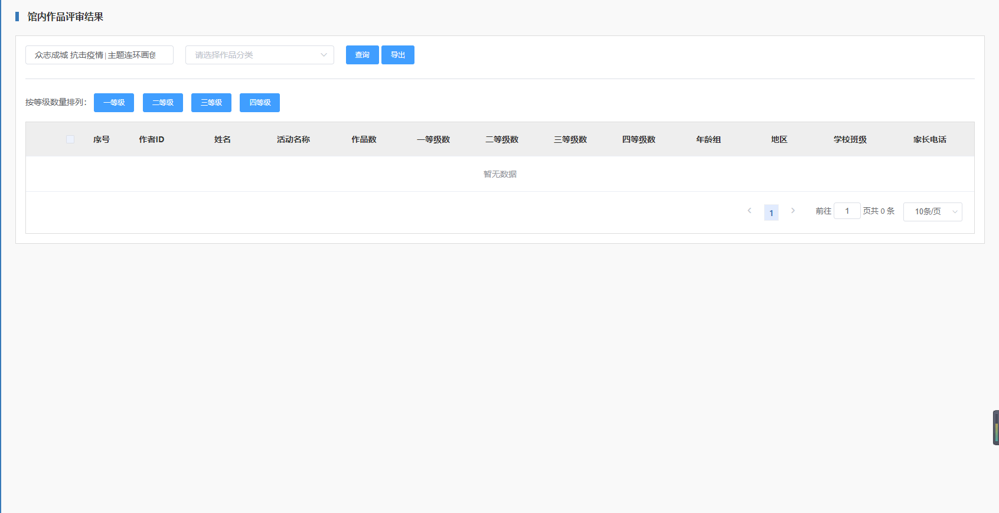 馆内作品评审结果
众志成城 抗击疫情 | 主题连环画创 请选择作品分类 查询 导出
按等级数量排列： 一等级 二等级 三等级 四等级
序号 作者ID 姓名 活动名称 作品数 一等级数 二等级数 三等级数 四等级数 年龄组 地区 学校班级 家长电话
暂无数据
1 前往 1 页共 0 条 10条/页